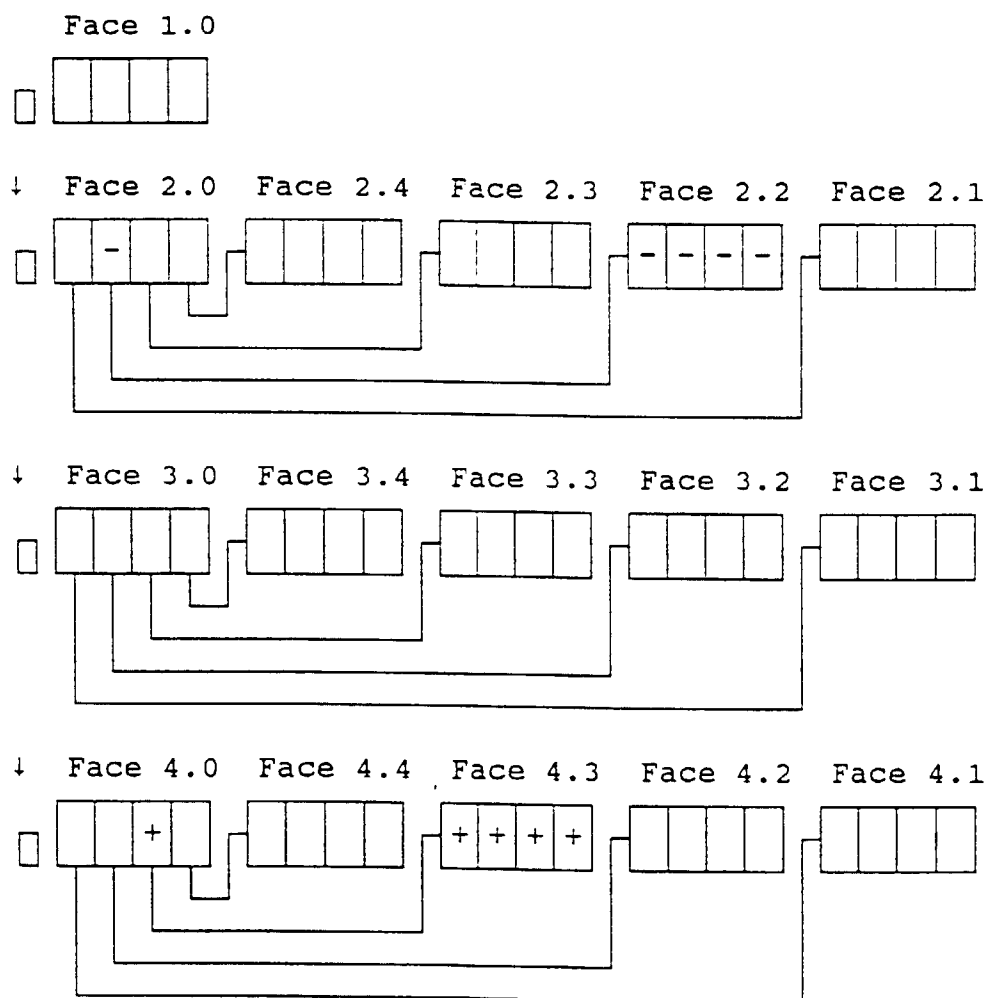 Face 1.0
↓ Face 2.0 Face 2.4 Face 2.3 Face 2.2 Face 2.1
- - - - -
↓ Face 3.0 Face 3.4 Face 3.3 Face 3.2 Face 3.1
↓ Face 4.0 Face 4.4 Face 4.3 Face 4.2 Face 4.1
+ + + + +